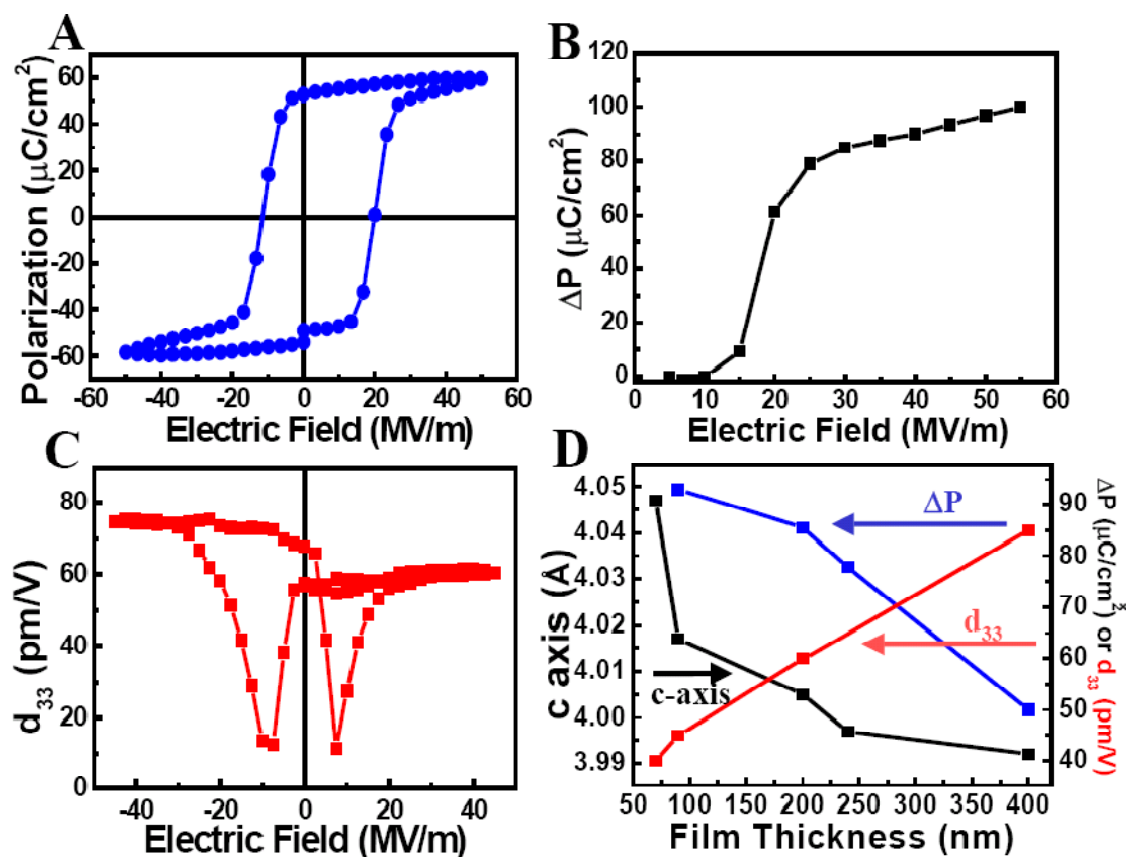 A
Polarization (μC/cm²)
60
40
20
0
-20
-40
-60
-60 -40 -20 0 20 40 60
Electric Field (MV/m)
B
ΔP (μC/cm²)
120
100
80
60
40
20
0
0 10 20 30 40 50 60
Electric Field (MV/m)
C
d₃₃ (pm/V)
80
60
40
20
0
-40 -20 0 20 40
Electric Field (MV/m)
D
c axis (Å)
4.05
4.04
4.03
4.02
4.01
4.00
3.99
ΔP
d₃₃
c-axis
90
80
70
60
50
40
ΔP (μC/cm²) or d₃₃ (pm/V)
50 100 150 200 250 300 350 400
Film Thickness (nm)